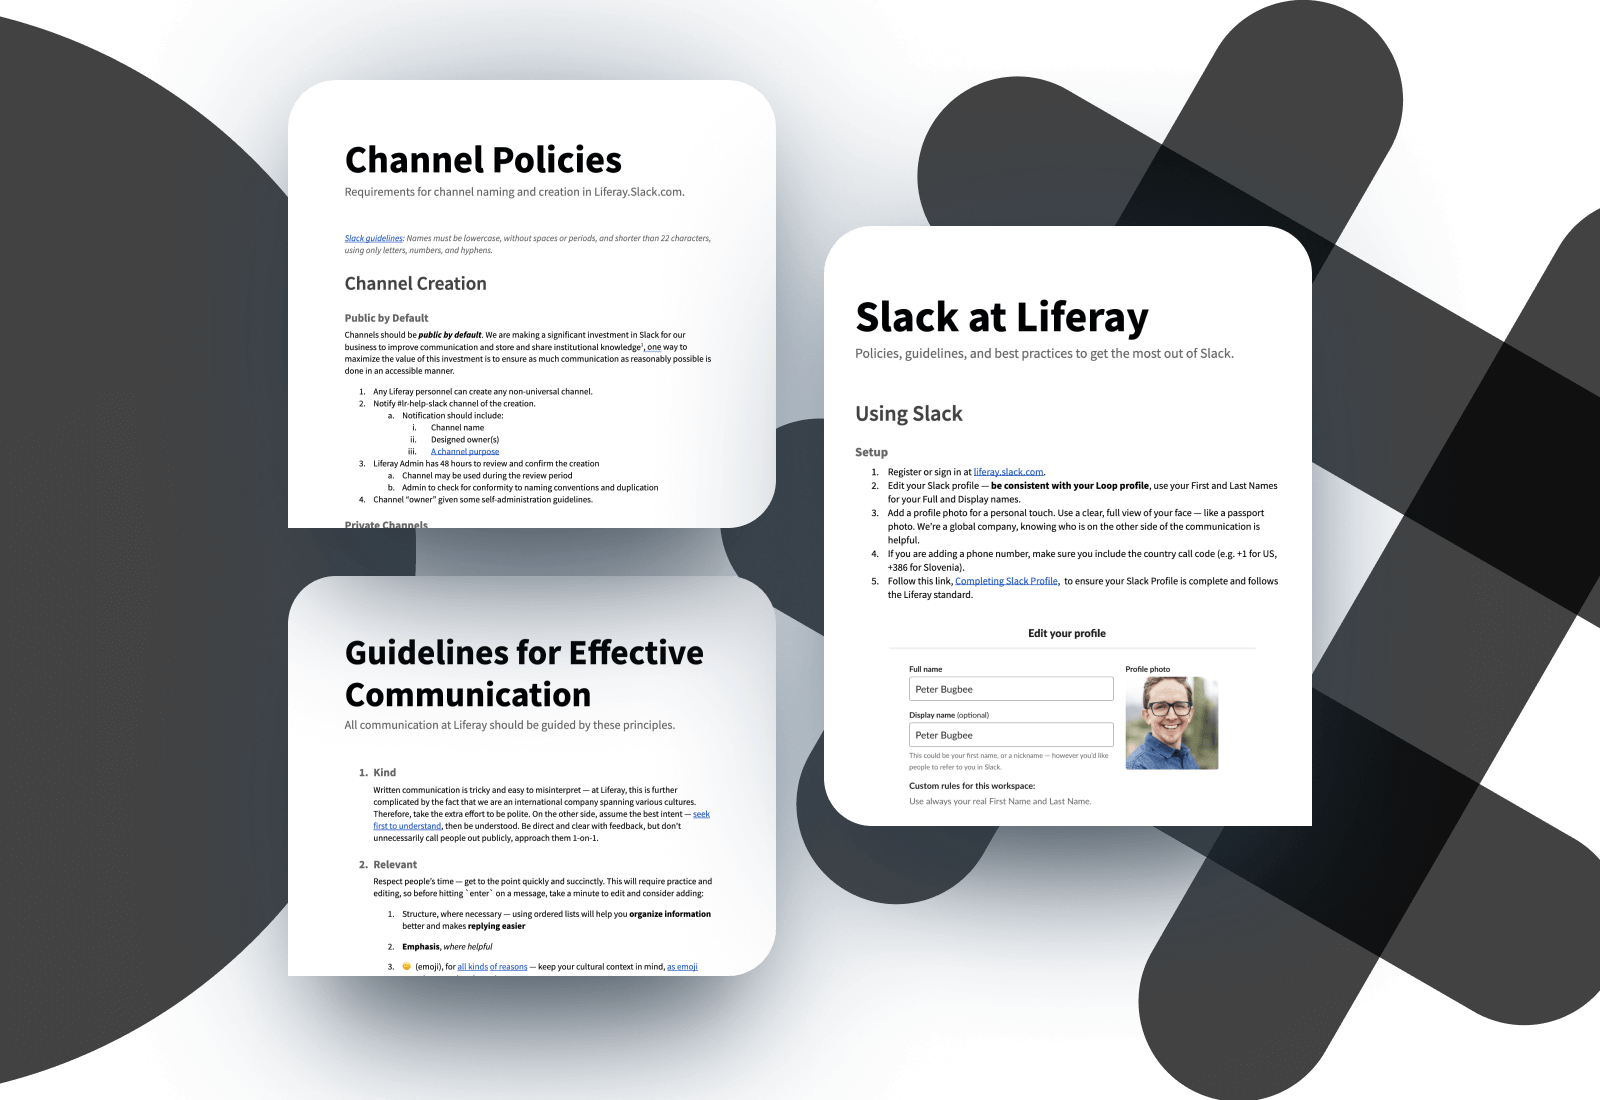 Channel Policies
Requirements for channel naming and creation in Liferay.Slack.com.
Slack guidelines: Names must be lowercase, without spaces or periods, and shorter than 22 characters,
using only letters, numbers, and hyphens.
Channel Creation
Public by Default
Channels should be public by default. We are making a significant investment in Slack for our
business to improve communication and store and share institutional knowledge¹, one way to
maximize the value of this investment is to ensure as much communication as reasonably possible is
done in an accessible manner.
1. Any Liferay personnel can create any non-universal channel.
2. Notify #lr-help-slack channel of the creation.
a. Notification should include:
i. Channel name
ii. Designed owner(s)
iii. A channel purpose
3. Liferay Admin has 48 hours to review and confirm the creation
a. Channel may be used during the review period
b. Admin to check for conformity to naming conventions and duplication
4. Channel “owner” given some self-administration guidelines.
Private Channels
Guidelines for Effective
Communication
All communication at Liferay should be guided by these principles.
1. Kind
Written communication is tricky and easy to misinterpret — at Liferay, this is further
complicated by the fact that we are an international company spanning various cultures.
Therefore, take the extra effort to be polite. On the other side, assume the best intent — seek
first to understand, then be understood. Be direct and clear with feedback, but don’t
unnecessarily call people out publicly, approach them 1-on-1.
2. Relevant
Respect people’s time — get to the point quickly and succinctly. This will require practice and
editing, so before hitting `enter` on a message, take a minute to edit and consider adding:
1. Structure, where necessary — using ordered lists will help you organize information
better and makes replying easier
2. Emphasis, where helpful
3. 😊 (emoji), for all kinds of reasons — keep your cultural context in mind, as emoji
Slack at Liferay
Policies, guidelines, and best practices to get the most out of Slack.
Using Slack
Setup
1. Register or sign in at liferay.slack.com.
2. Edit your Slack profile — be consistent with your Loop profile, use your First and Last Names
for your Full and Display names.
3. Add a profile photo for a personal touch. Use a clear, full view of your face — like a passport
photo. We’re a global company, knowing who is on the other side of the communication is
helpful.
4. If you are adding a phone number, make sure you include the country call code (e.g. +1 for US,
+386 for Slovenia).
5. Follow this link, Completing Slack Profile, to ensure your Slack Profile is complete and follows
the Liferay standard.
Edit your profile
Full name
Profile photo
Peter Bugbee
Display name (optional)
Peter Bugbee
This could be your first name, or a nickname — however you’d like
people to refer to you in Slack.
Custom rules for this workspace:
Use always your real First Name and Last Name.